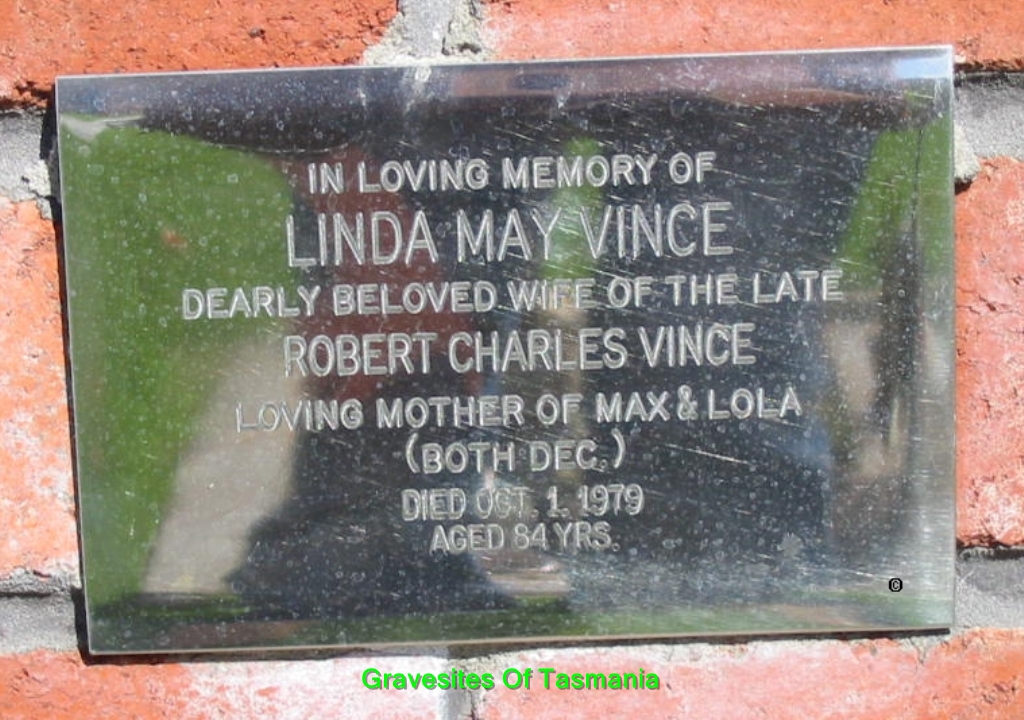 IN LOVING MEMORY OF
LINDA MAY VINCE
DEARLY BELOVED WIFE OF THE LATE
ROBERT CHARLES VINCE
LOVING MOTHER OF MAX & LOLA
(BOTH DEC.)
DIED OCT. 1. 1979
AGED 84 YRS.
©
Gravesites Of Tasmania